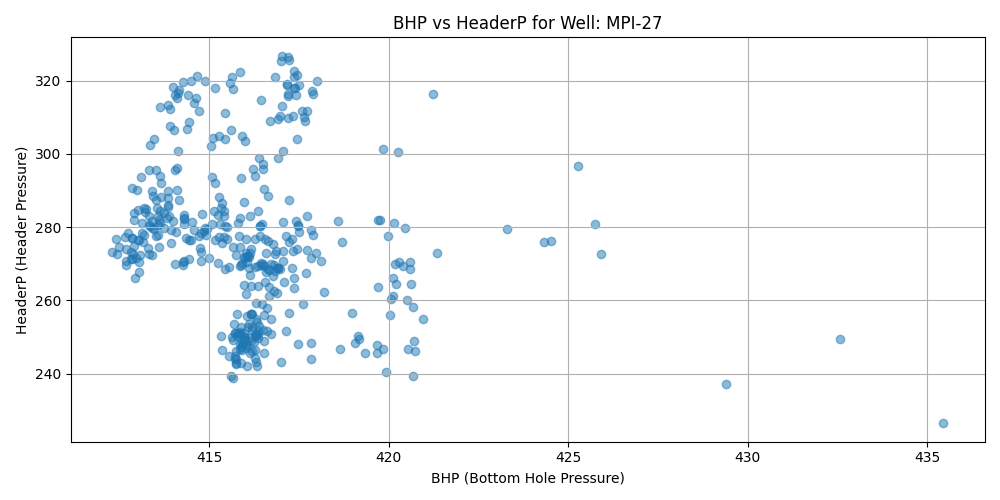 BHP vs HeaderP for Well: MPI-27
HeaderP (Header Pressure)
320
300
280
260
240
415 420 425 430 435
BHP (Bottom Hole Pressure)